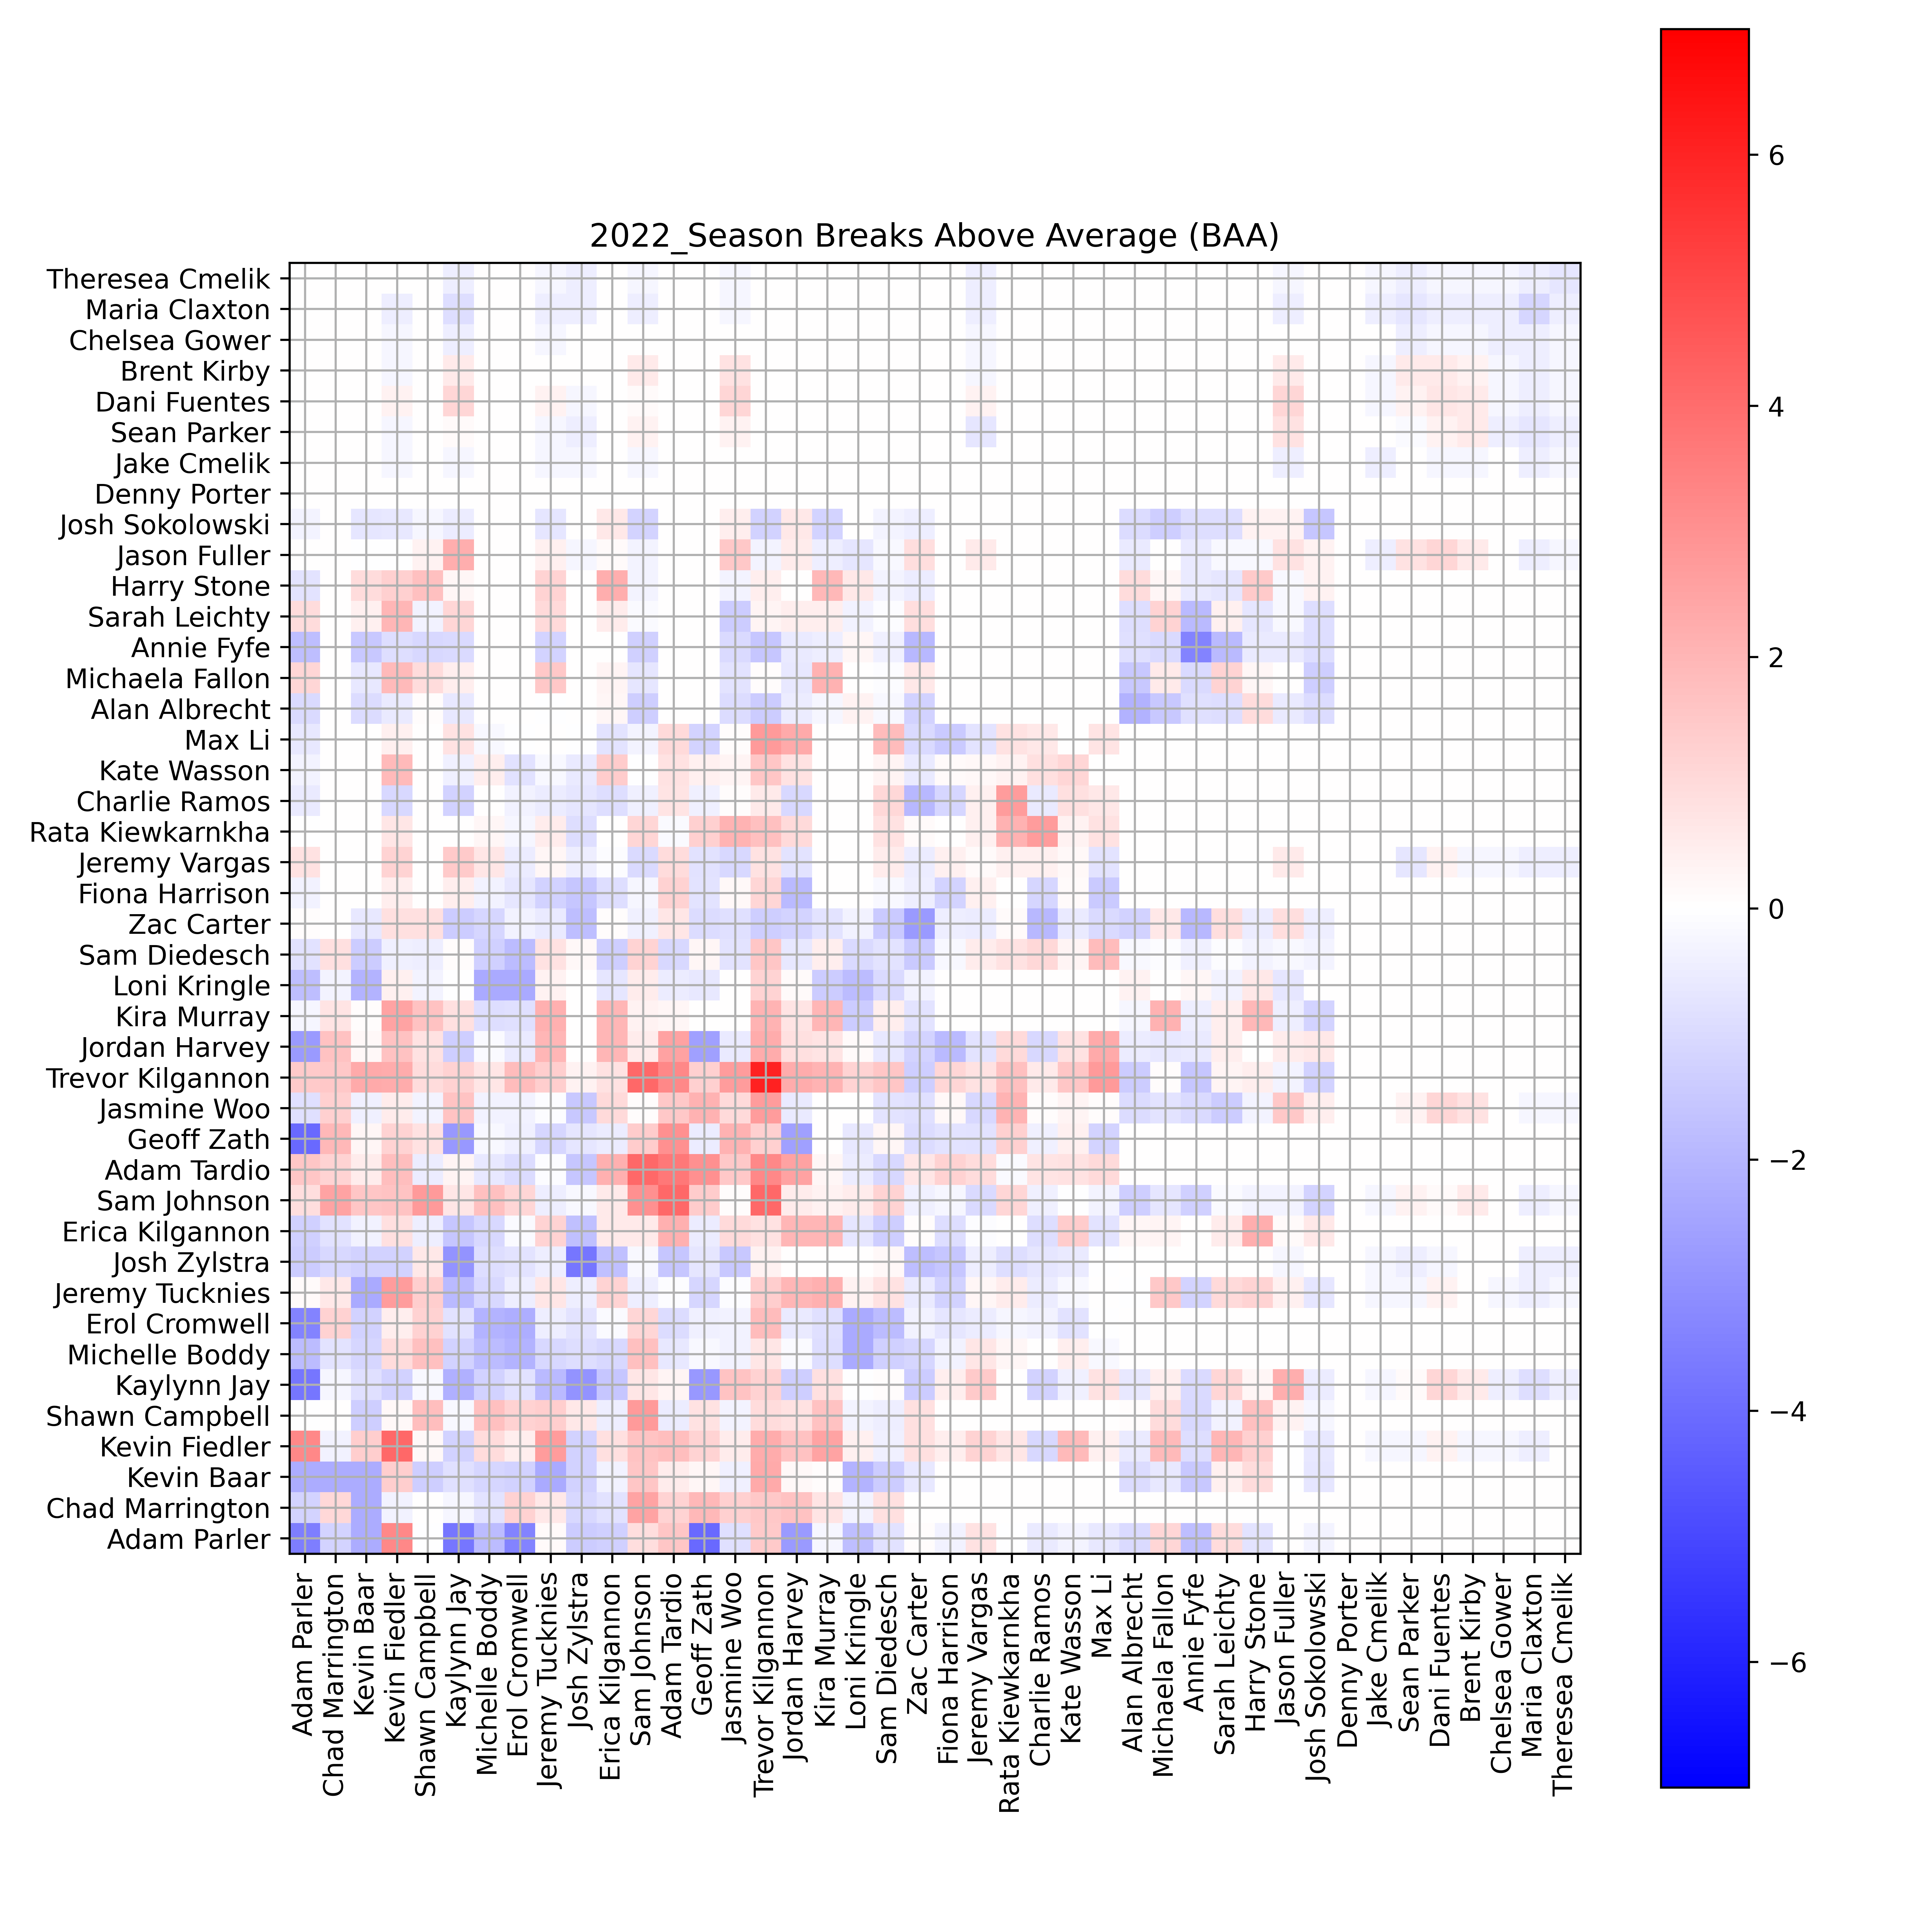 2022_Season Breaks Above Average (BAA)
Theresea Cmelik
Maria Claxton
Chelsea Gower
Brent Kirby
Dani Fuentes
Sean Parker
Jake Cmelik
Denny Porter
Josh Sokolowski
Jason Fuller
Harry Stone
Sarah Leichty
Annie Fyfe
Michaela Fallon
Alan Albrecht
Max Li
Kate Wasson
Charlie Ramos
Rata Kiewkarnkha
Jeremy Vargas
Fiona Harrison
Zac Carter
Sam Diedesch
Loni Kringle
Kira Murray
Jordan Harvey
Trevor Kilgannon
Jasmine Woo
Geoff Zath
Adam Tardio
Sam Johnson
Erica Kilgannon
Josh Zylstra
Jeremy Tucknies
Erol Cromwell
Michelle Boddy
Kaylynn Jay
Shawn Campbell
Kevin Fiedler
Kevin Baar
Chad Marrington
Adam Parler
Adam Parler
Chad Marrington
Kevin Baar
Kevin Fiedler
Shawn Campbell
Kaylynn Jay
Michelle Boddy
Erol Cromwell
Jeremy Tucknies
Josh Zylstra
Erica Kilgannon
Sam Johnson
Adam Tardio
Geoff Zath
Jasmine Woo
Trevor Kilgannon
Jordan Harvey
Kira Murray
Loni Kringle
Sam Diedesch
Zac Carter
Fiona Harrison
Jeremy Vargas
Rata Kiewkarnkha
Charlie Ramos
Kate Wasson
Max Li
Alan Albrecht
Michaela Fallon
Annie Fyfe
Sarah Leichty
Harry Stone
Jason Fuller
Josh Sokolowski
Denny Porter
Jake Cmelik
Sean Parker
Dani Fuentes
Brent Kirby
Chelsea Gower
Maria Claxton
Theresea Cmelik
6
4
2
0
−2
−4
−6